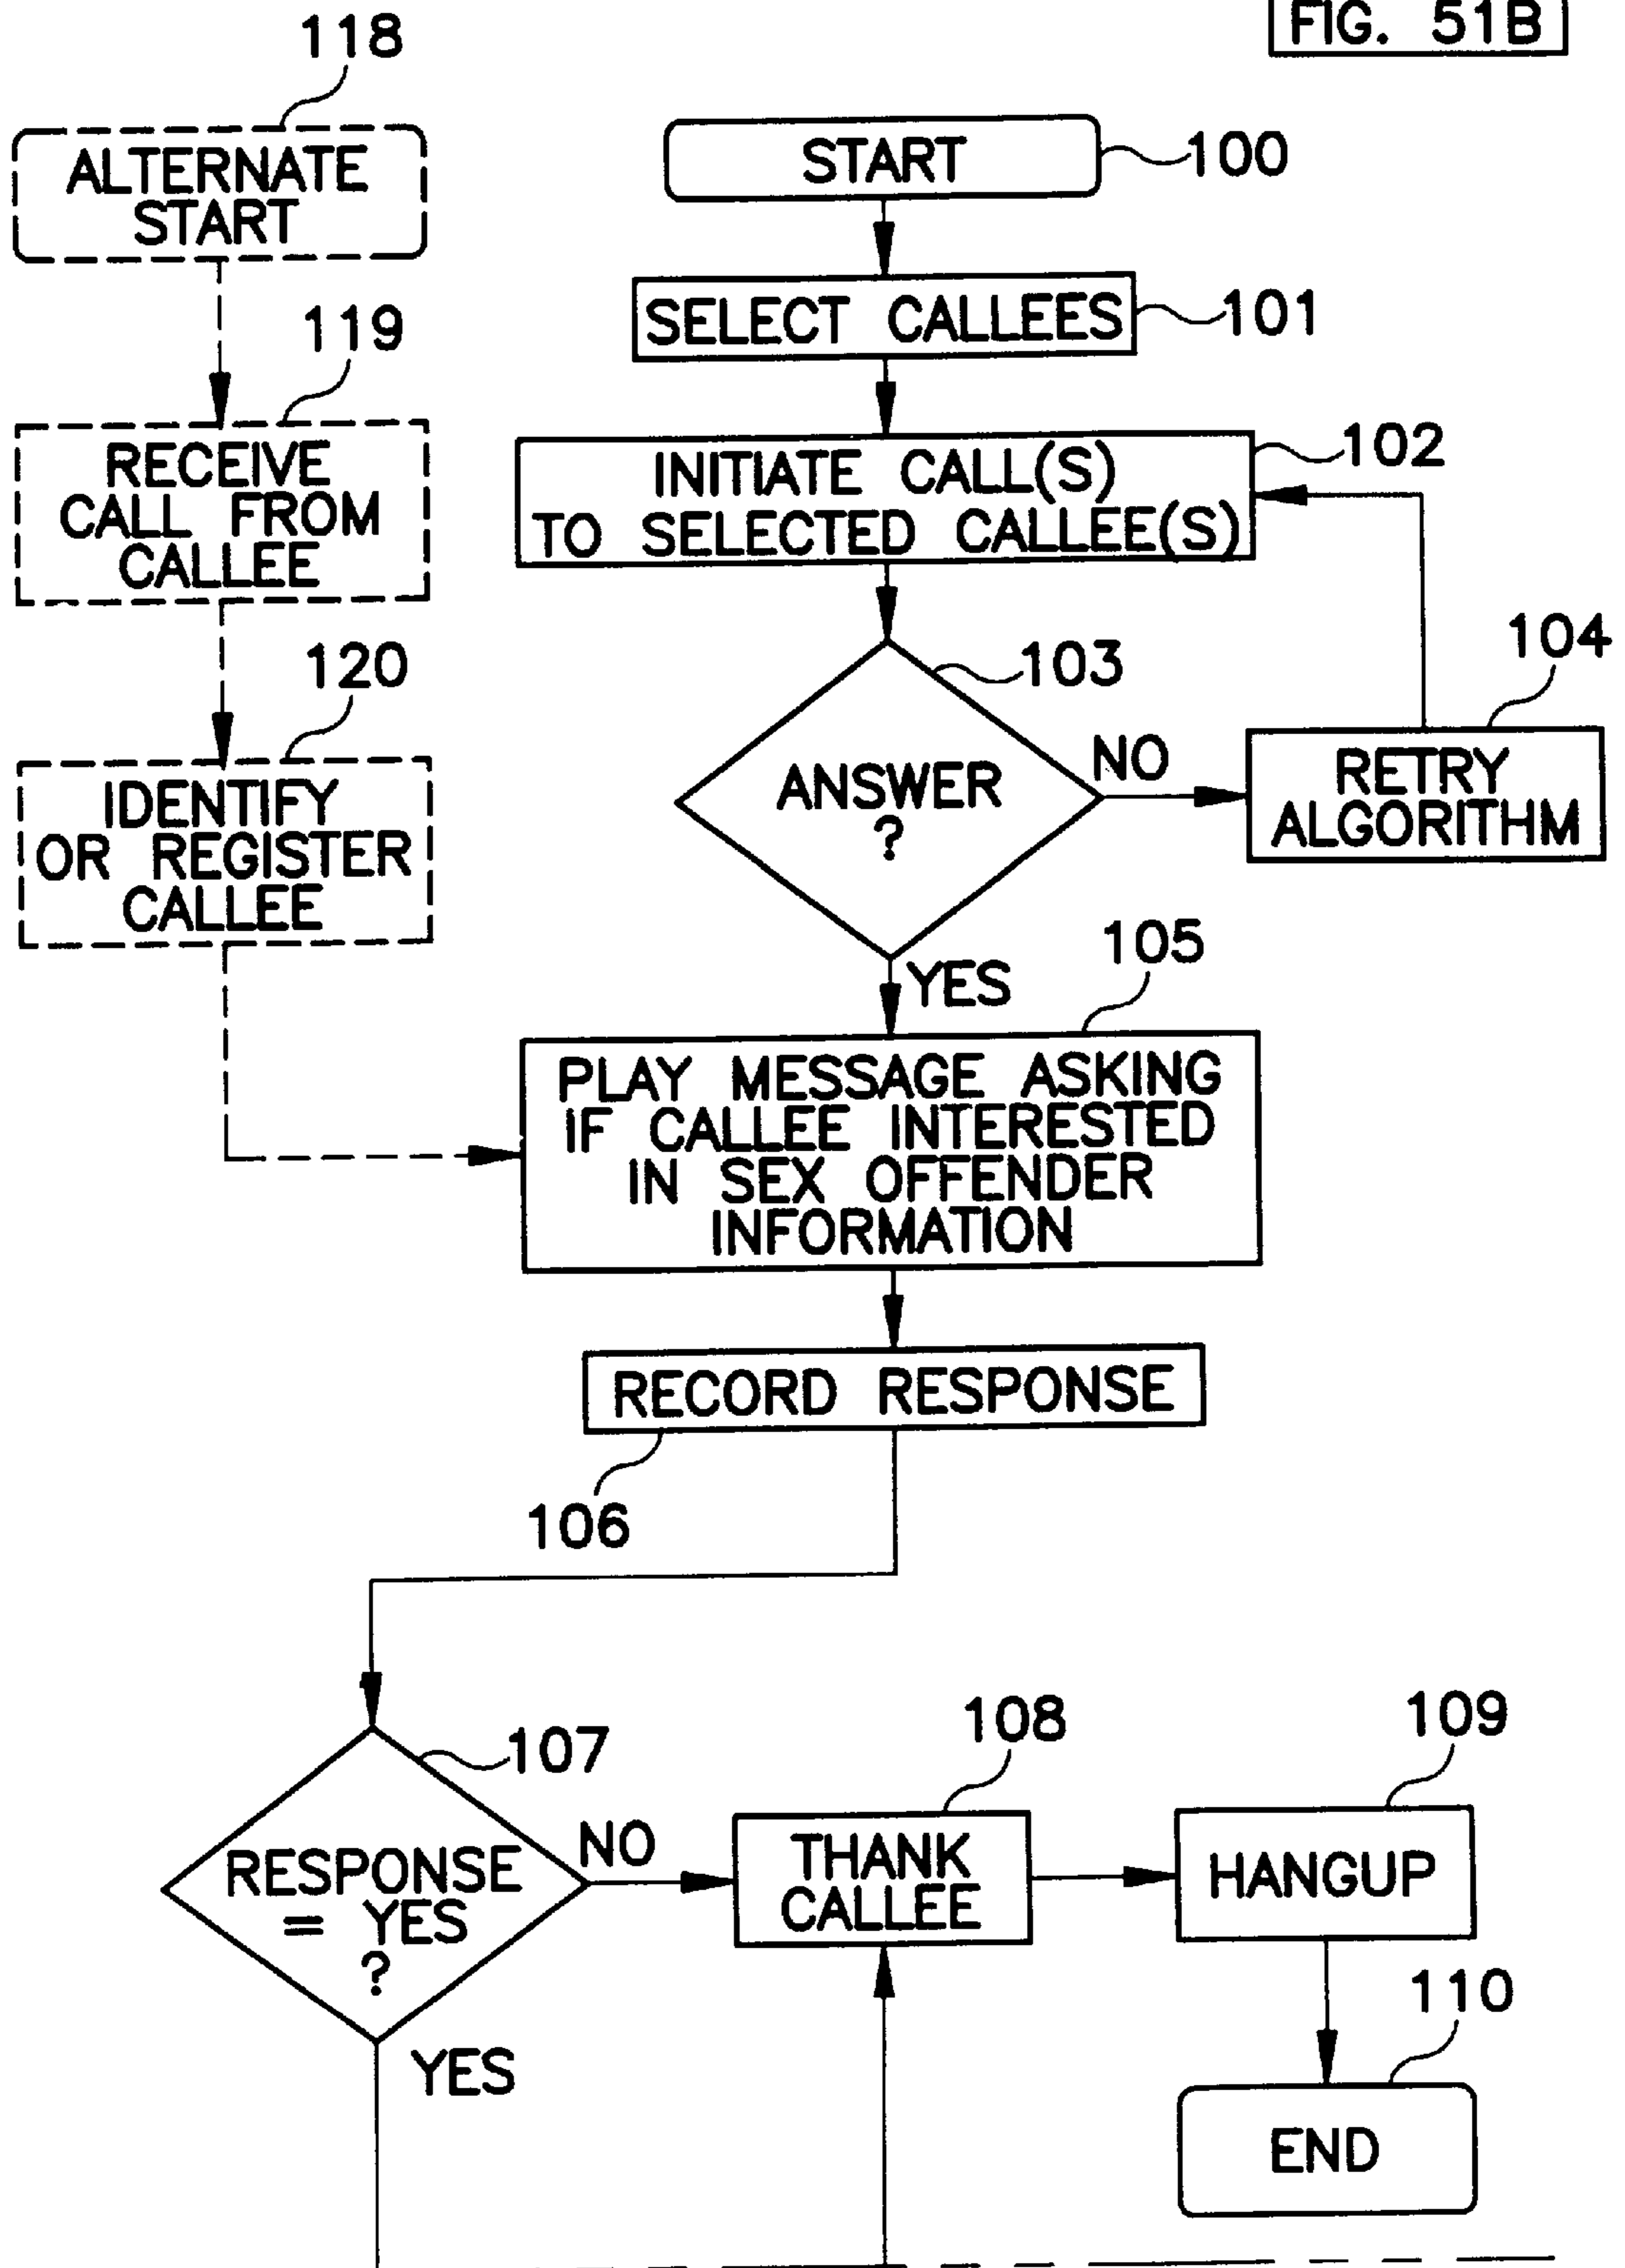 FIG. 51B
118
ALTERNATE
START
START
100
SELECT CALLEES
101
119
RECEIVE
CALL FROM
CALLEE
INITIATE CALL(S)
TO SELECTED CALLEE(S)
102
120
IDENTIFY
OR REGISTER
CALLEE
103
ANSWER
?
NO
104
RETRY
ALGORITHM
YES
105
PLAY MESSAGE ASKING
IF CALLEE INTERESTED
IN SEX OFFENDER
INFORMATION
RECORD RESPONSE
106
107
RESPONSE
= YES
?
NO
108
THANK
CALLEE
109
HANGUP
YES
110
END